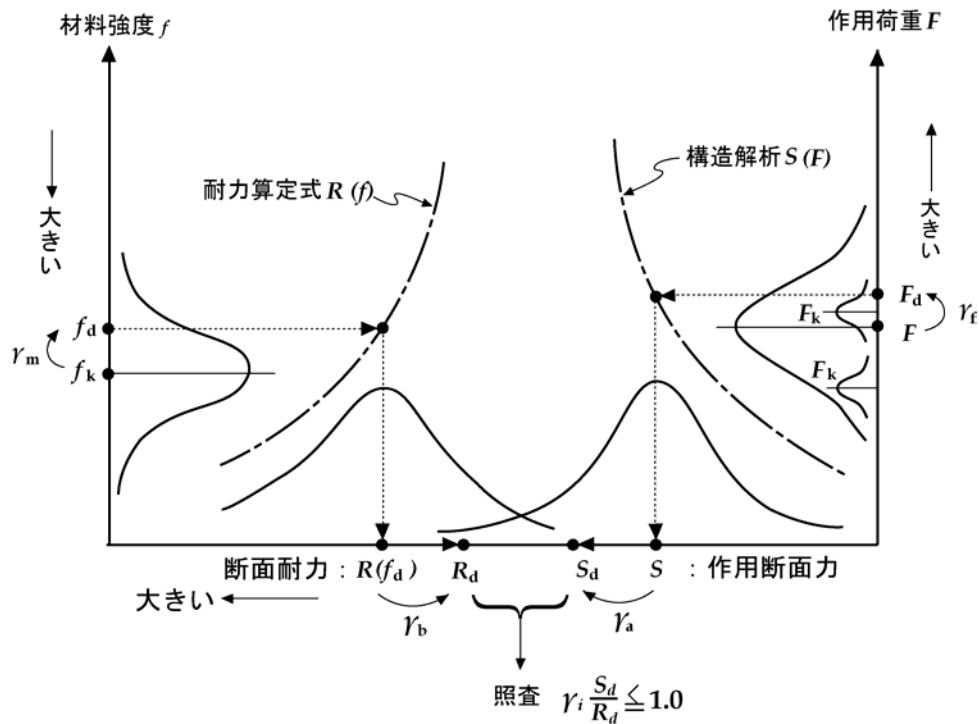 材料強度 f
作用荷重 F
大きい
耐力算定式 R (f)
構造解析 S (F)
大きい
f_d
γ_m
f_k
F_d
F_k
γ_f
F
F_k
断面耐力 : R(f_d) R_d S_d S : 作用断面力
大きい
γ_b
γ_a
照査 γ_i S_d/R_d ≦ 1.0